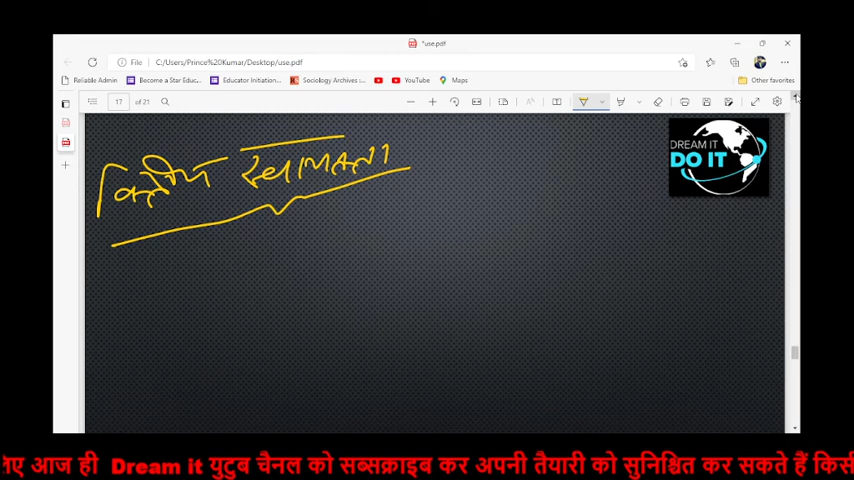 *use.pdf
File C:/Users/Prince%20Kumar/Desktop/use.pdf
Reliable Admin Become a Star Educ... Educator Initiation... Sociology Archives :... YouTube Maps Other favorites
17 of 21
DREAM IT
DO IT
लिए आज ही Dream it युटुब चैनल को सब्सक्राइब कर अपनी तैयारी को सुनिश्चित कर सकते हैं किसी